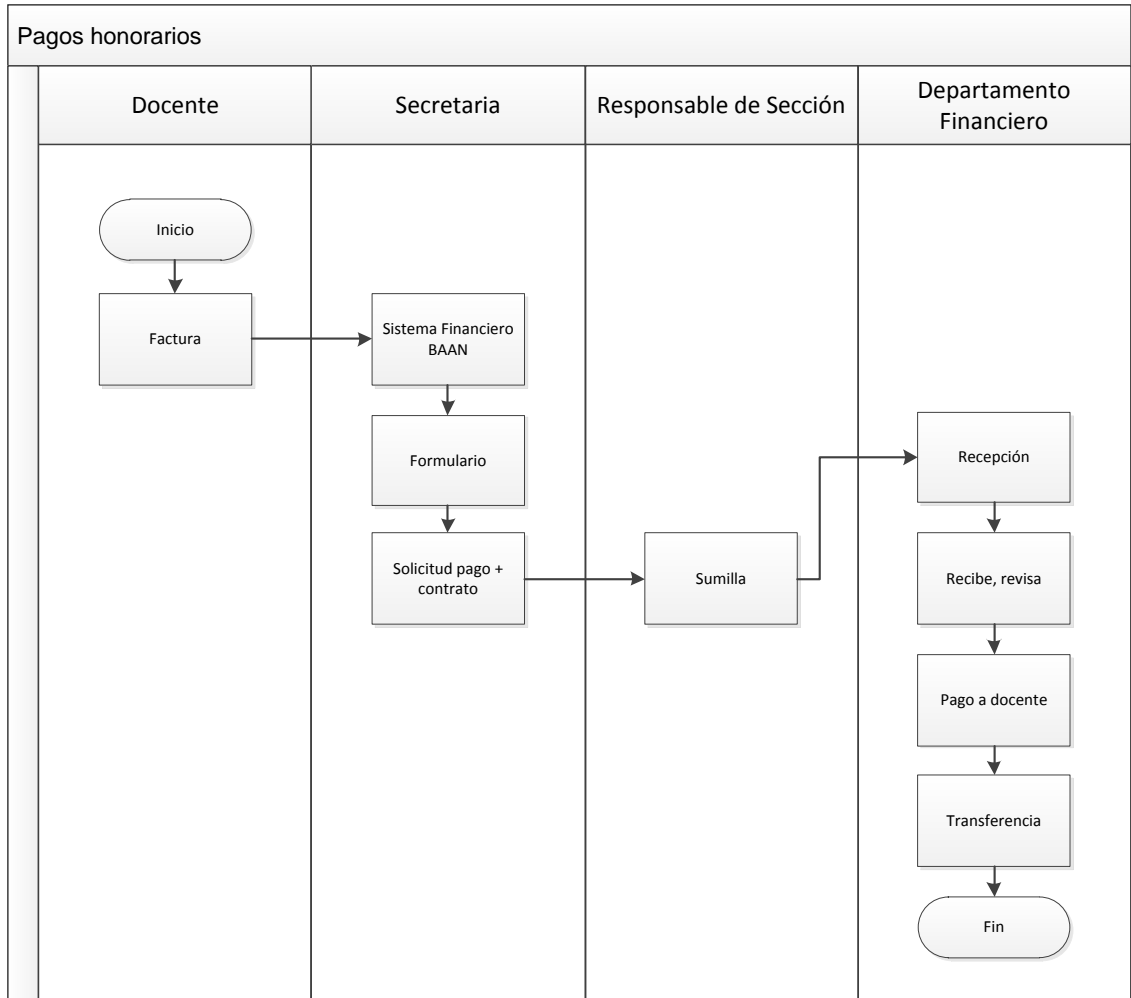 Pagos honorarios
Docente
Secretaria
Responsable de Sección
Departamento
Financiero
Inicio
Factura
Sistema Financiero
BAAN
Formulario
Solicitud pago +
contrato
Sumilla
Recepción
Recibe, revisa
Pago a docente
Transferencia
Fin